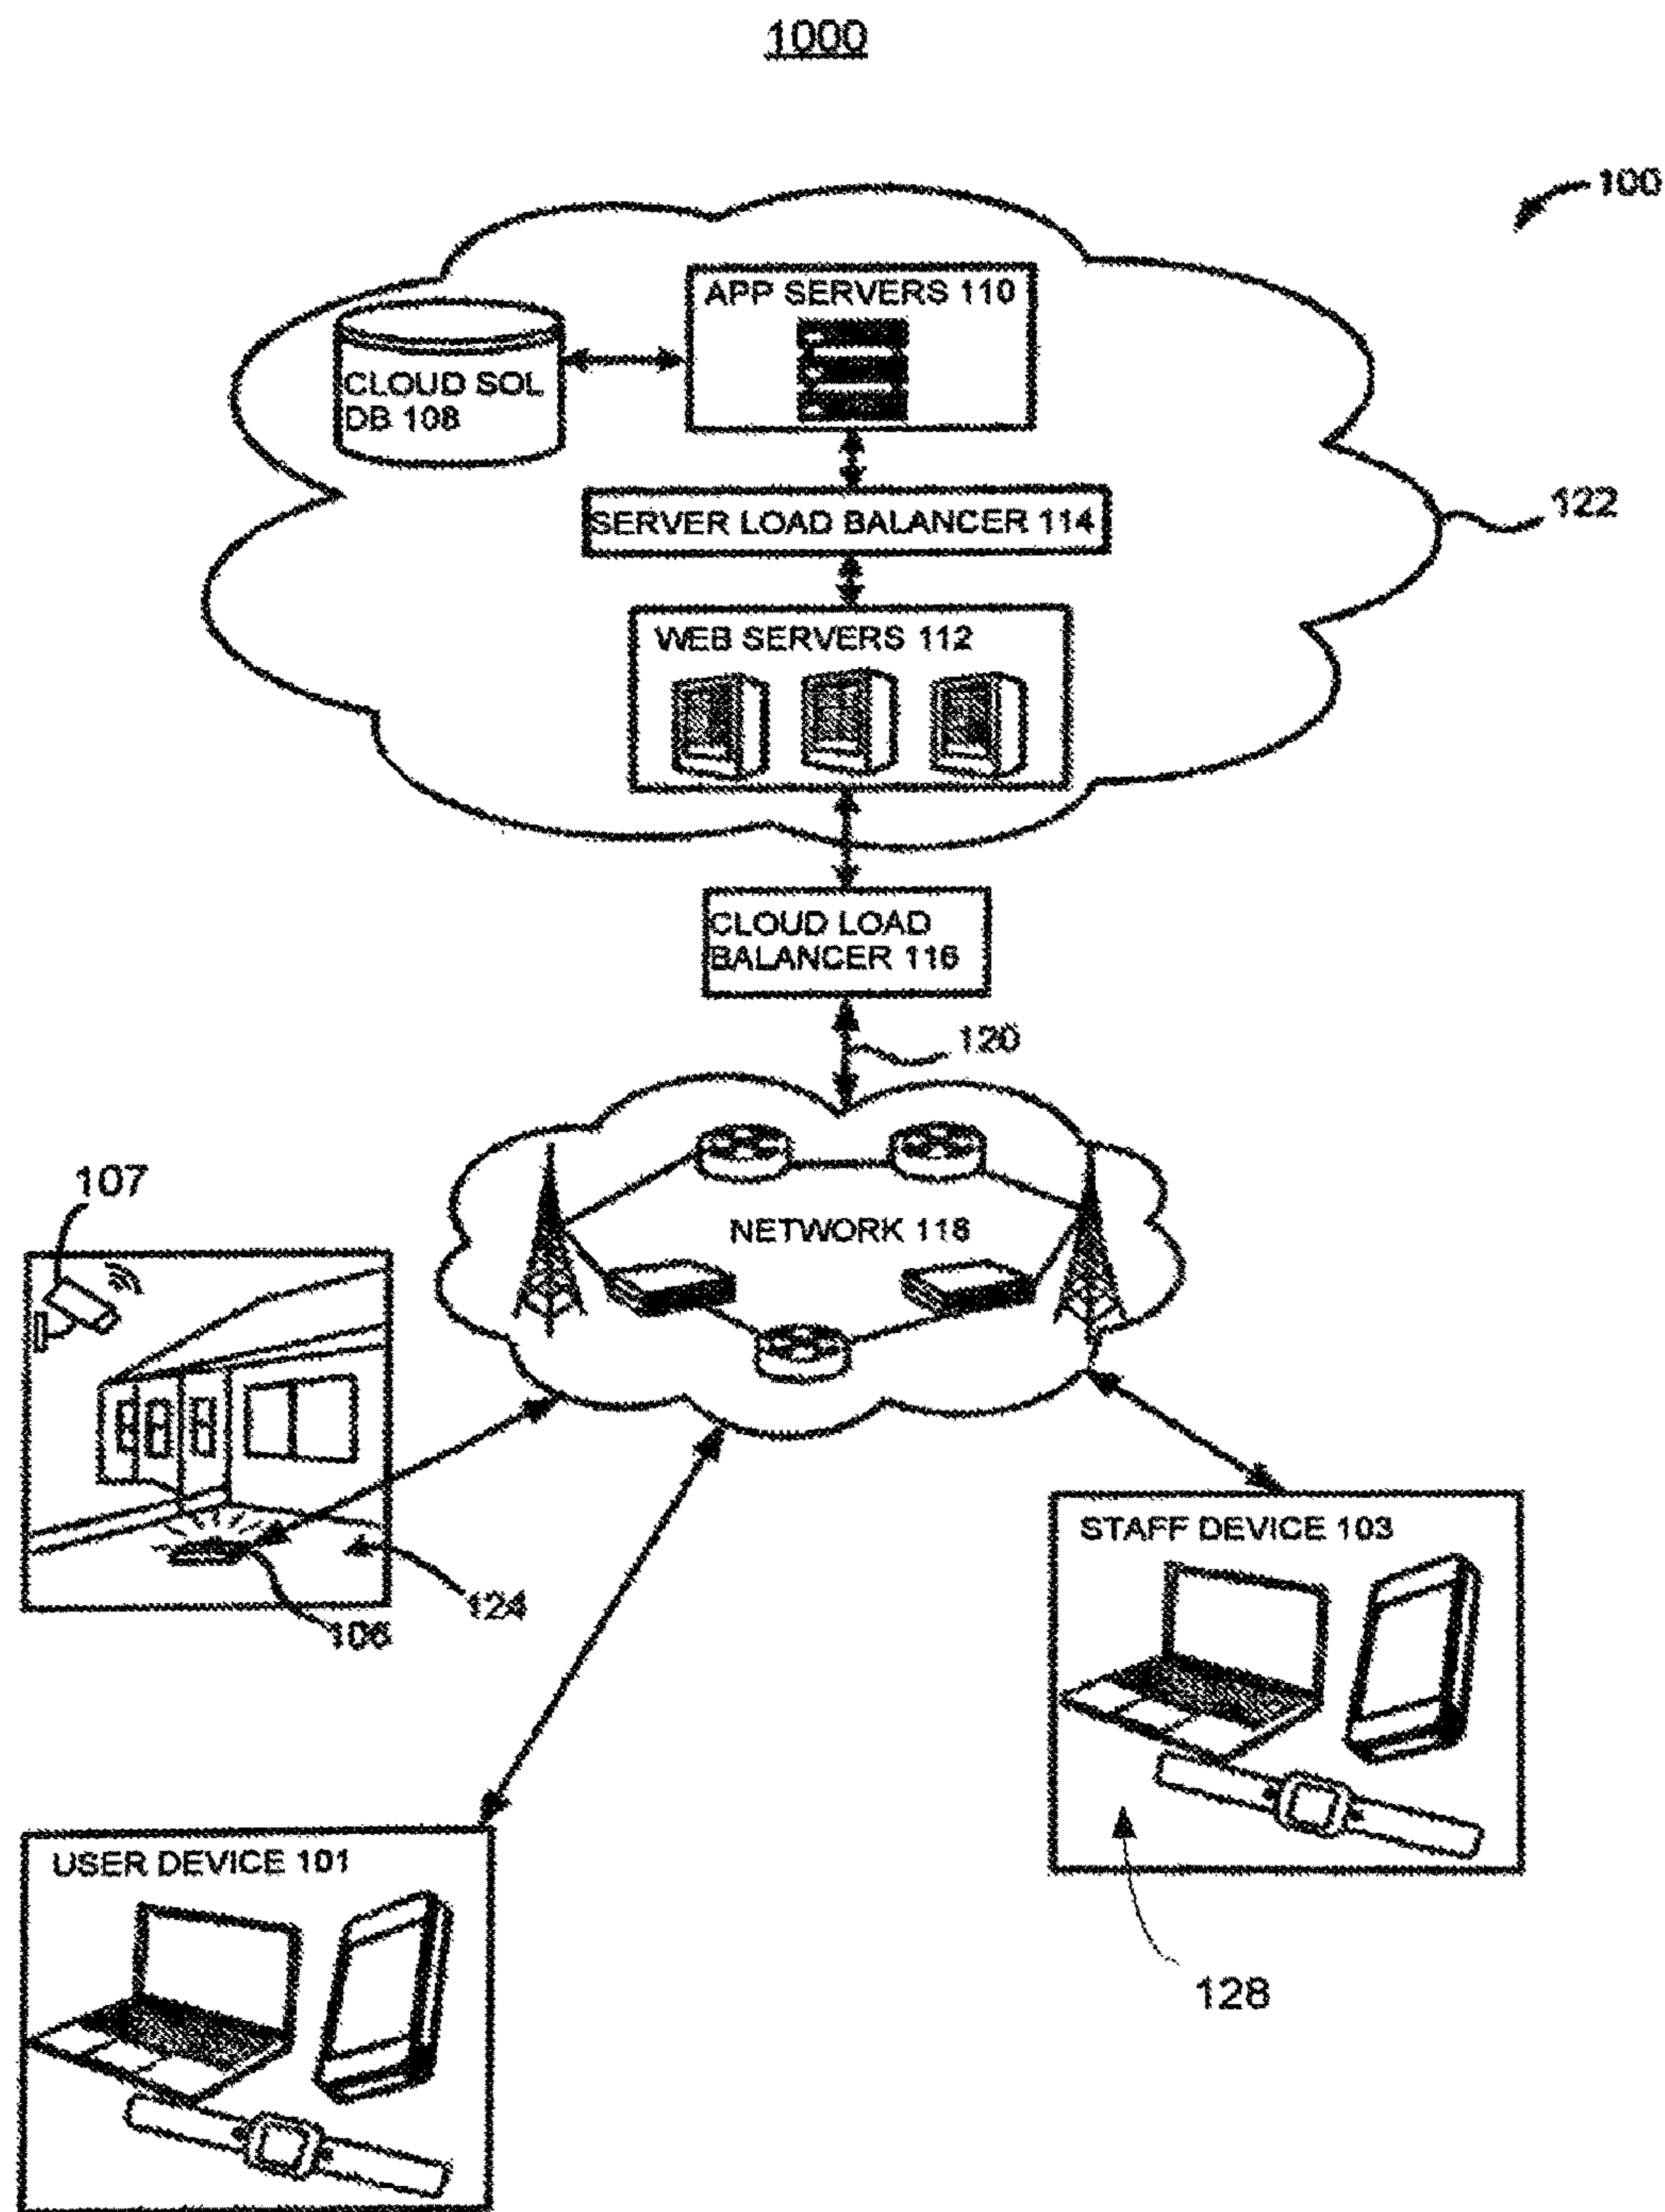 1000
100
APP SERVERS 110
CLOUD SQL
DB 108
SERVER LOAD BALANCER 114
122
WEB SERVERS 112
CLOUD LOAD
BALANCER 116
120
107
NETWORK 118
124
106
STAFF DEVICE 103
128
USER DEVICE 101